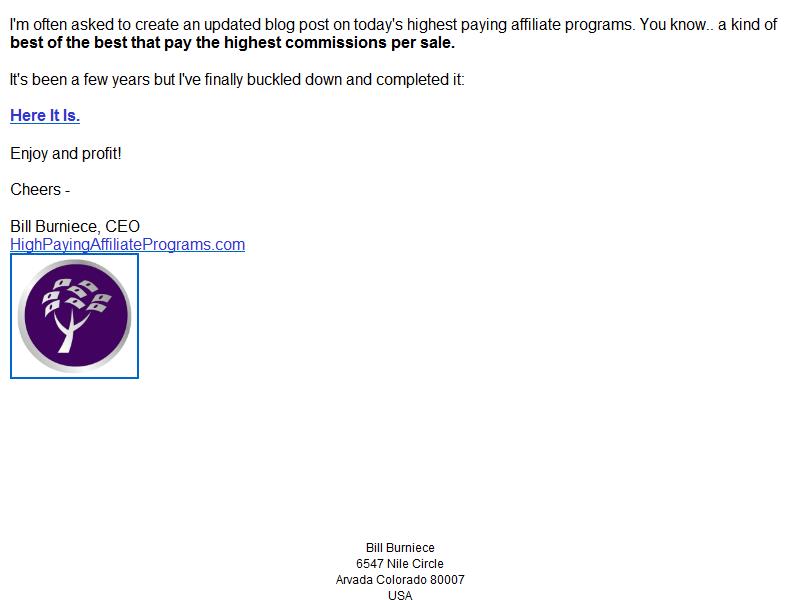 I'm often asked to create an updated blog post on today's highest paying affiliate programs. You know.. a kind of
best of the best that pay the highest commissions per sale.
It's been a few years but I've finally buckled down and completed it:
Here It Is.
Enjoy and profit!
Cheers -
Bill Burniece, CEO
HighPayingAffiliatePrograms.com
Bill Burniece
6547 Nile Circle
Arvada Colorado 80007
USA